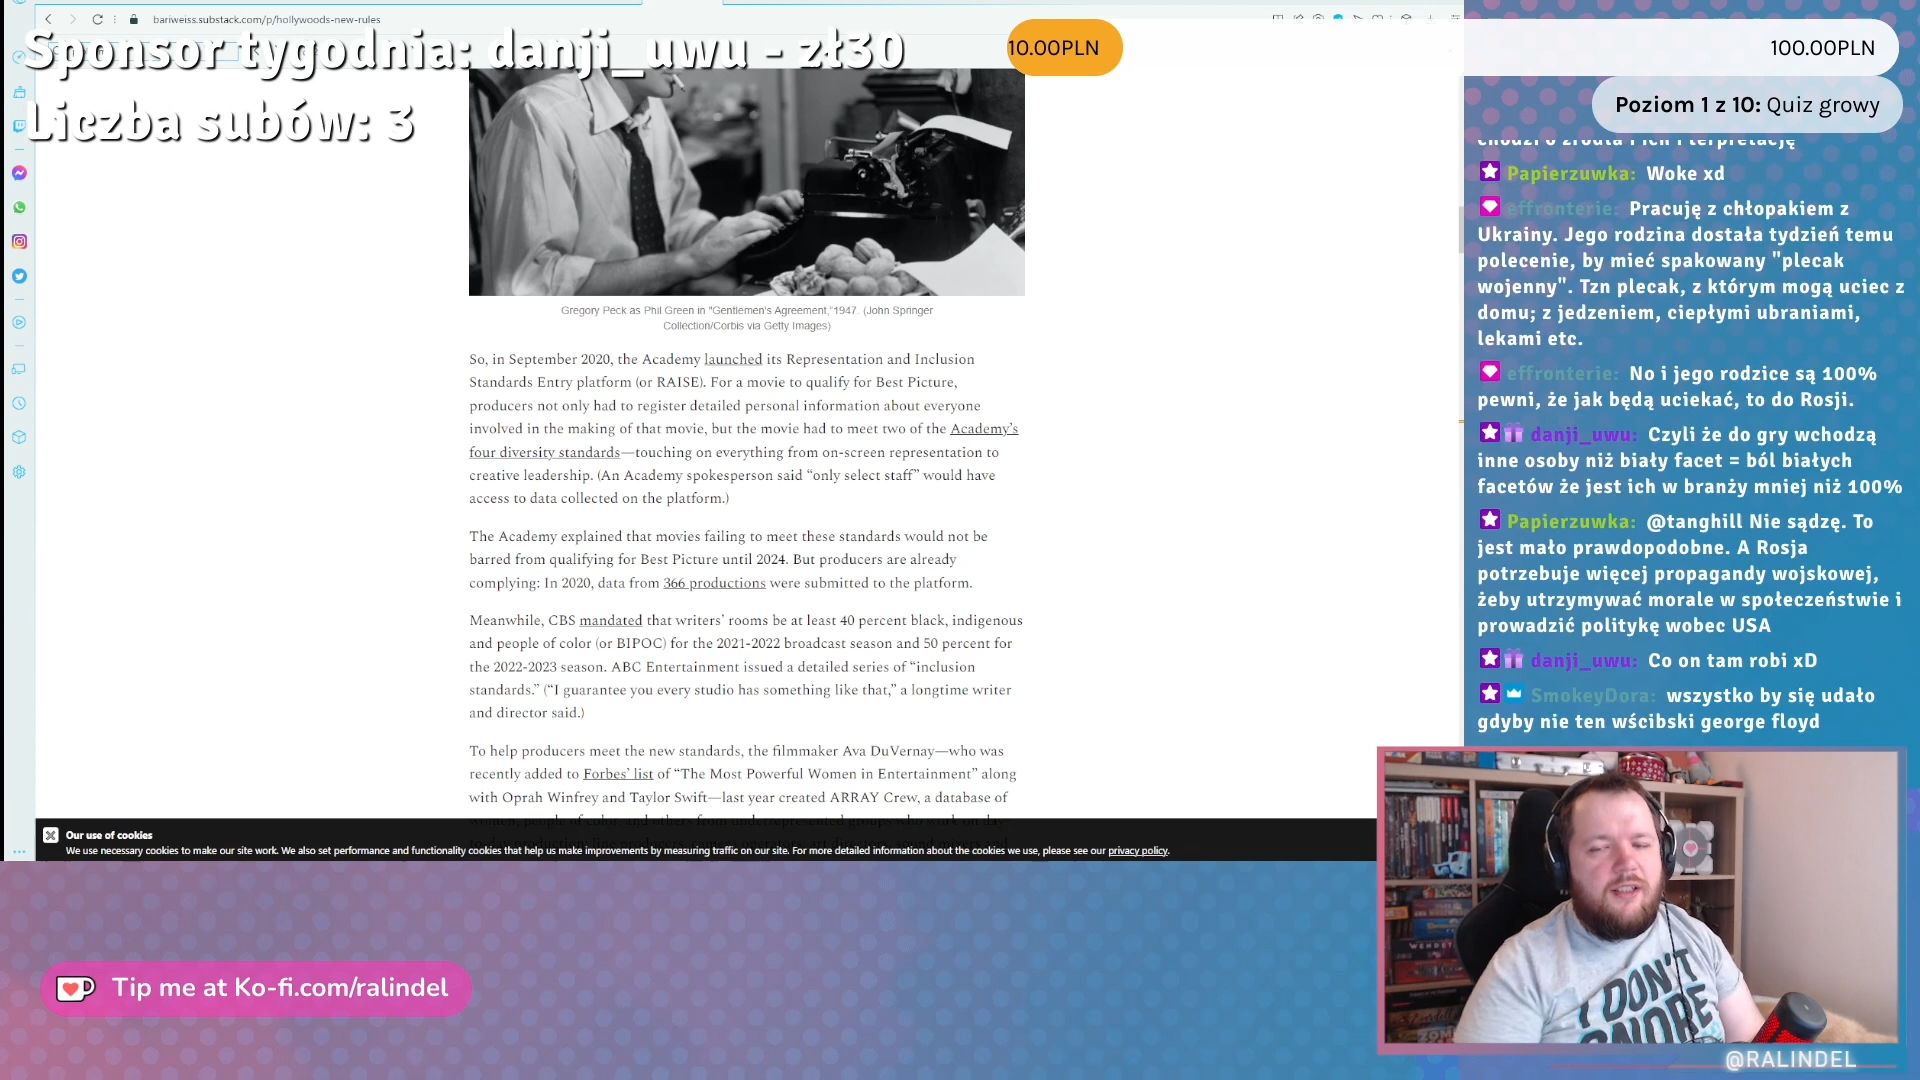 bariweiss.substack.com/p/hollywoods-new-rules
Sponsor tygodnia: danji_uwu - zł30
Liczba subów: 3
10.00PLN
100.00PLN
Poziom 1 z 10: Quiz growy
Gregory Peck as Phil Green in "Gentlemen's Agreement,"1947. (John Springer
Collection/Corbis via Getty Images)
So, in September 2020, the Academy launched its Representation and Inclusion
Standards Entry platform (or RAISE). For a movie to qualify for Best Picture,
producers not only had to register detailed personal information about everyone
involved in the making of that movie, but the movie had to meet two of the Academy's
four diversity standards—touching on everything from on-screen representation to
creative leadership. (An Academy spokesperson said “only select staff” would have
access to data collected on the platform.)
The Academy explained that movies failing to meet these standards would not be
barred from qualifying for Best Picture until 2024. But producers are already
complying: In 2020, data from 366 productions were submitted to the platform.
Meanwhile, CBS mandated that writers’ rooms be at least 40 percent black, indigenous
and people of color (or BIPOC) for the 2021-2022 broadcast season and 50 percent for
the 2022-2023 season. ABC Entertainment issued a detailed series of “inclusion
standards.” (“I guarantee you every studio has something like that,” a longtime writer
and director said.)
To help producers meet the new standards, the filmmaker Ava DuVernay—who was
recently added to Forbes’ list of “The Most Powerful Women in Entertainment” along
with Oprah Winfrey and Taylor Swift—last year created ARRAY Crew, a database of
women, people of color, and others from underrepresented groups who work on day-
Our use of cookies
We use necessary cookies to make our site work. We also set performance and functionality cookies that help us make improvements by measuring traffic on our site. For more detailed information about the cookies we use, please see our privacy policy.
Papierzuwka: Woke xd
effronterie: Pracuję z chłopakiem z
Ukrainy. Jego rodzina dostała tydzień temu
polecenie, by mieć spakowany "plecak
wojenny". Tzn plecak, z którym mogą uciec z
domu; z jedzeniem, ciepłymi ubraniami,
lekami etc.
effronterie: No i jego rodzice są 100%
pewni, że jak będą uciekać, to do Rosji.
danji_uwu: Czyli że do gry wchodzą
inne osoby niż biały facet = ból białych
facetów że jest ich w branży mniej niż 100%
Papierzuwka: @tanghill Nie sądzę. To
jest mało prawdopodobne. A Rosja
potrzebuje więcej propagandy wojskowej,
żeby utrzymywać morale w społeczeństwie i
prowadzić politykę wobec USA
danji_uwu: Co on tam robi xD
SmokeyDora: wszystko by się udało
gdyby nie ten wścibski george floyd
I DON'T
SNORE
Tip me at Ko-fi.com/ralindel
@RALINDEL